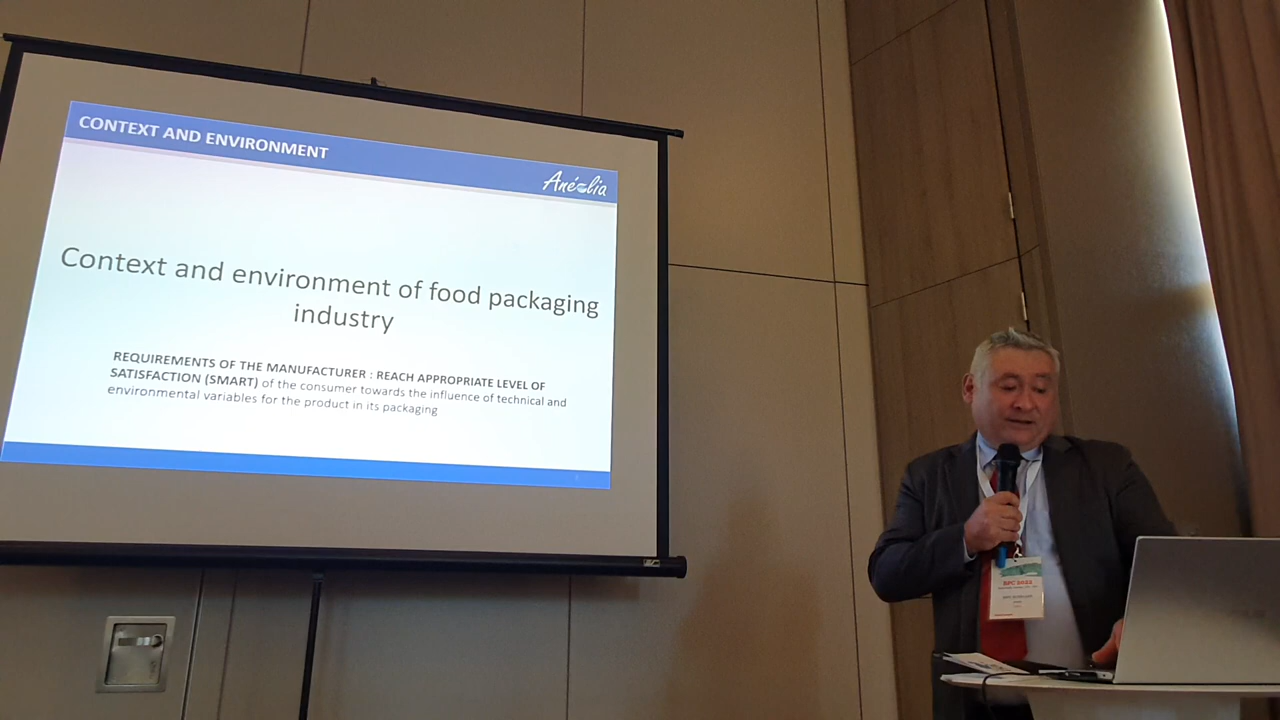 CONTEXT AND ENVIRONMENT
Anéolia
Context and environment of food packaging
industry
REQUIREMENTS OF THE MANUFACTURER : REACH APPROPRIATE LEVEL OF
SATISFACTION (SMART) of the consumer towards the influence of technical and
environmental variables for the product in its packaging
2022